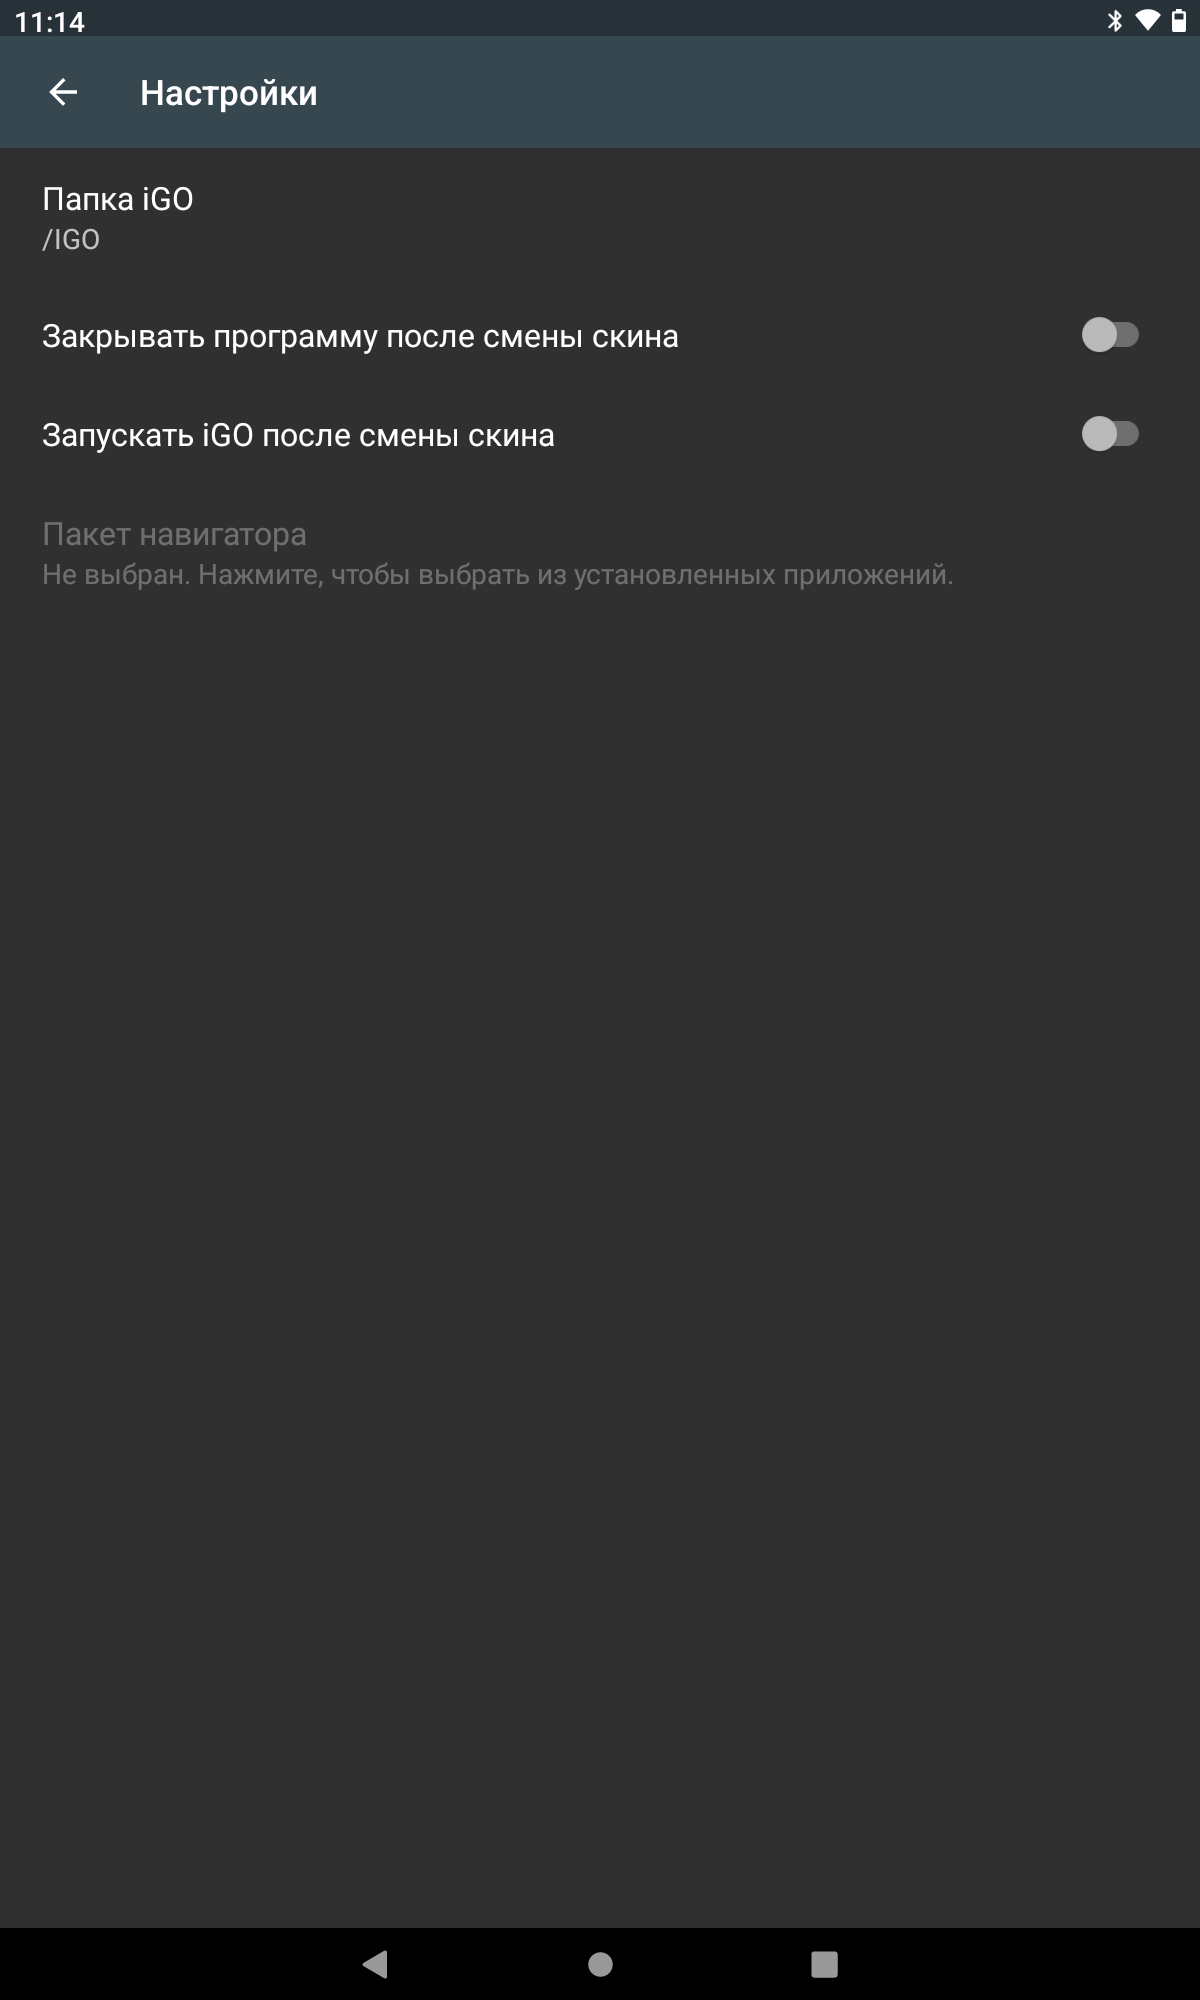 11:14
Настройки
Папка iGO
/IGO
Закрывать программу после смены скина
Запускать iGO после смены скина
Пакет навигатора
Не выбран. Нажмите, чтобы выбрать из установленных приложений.